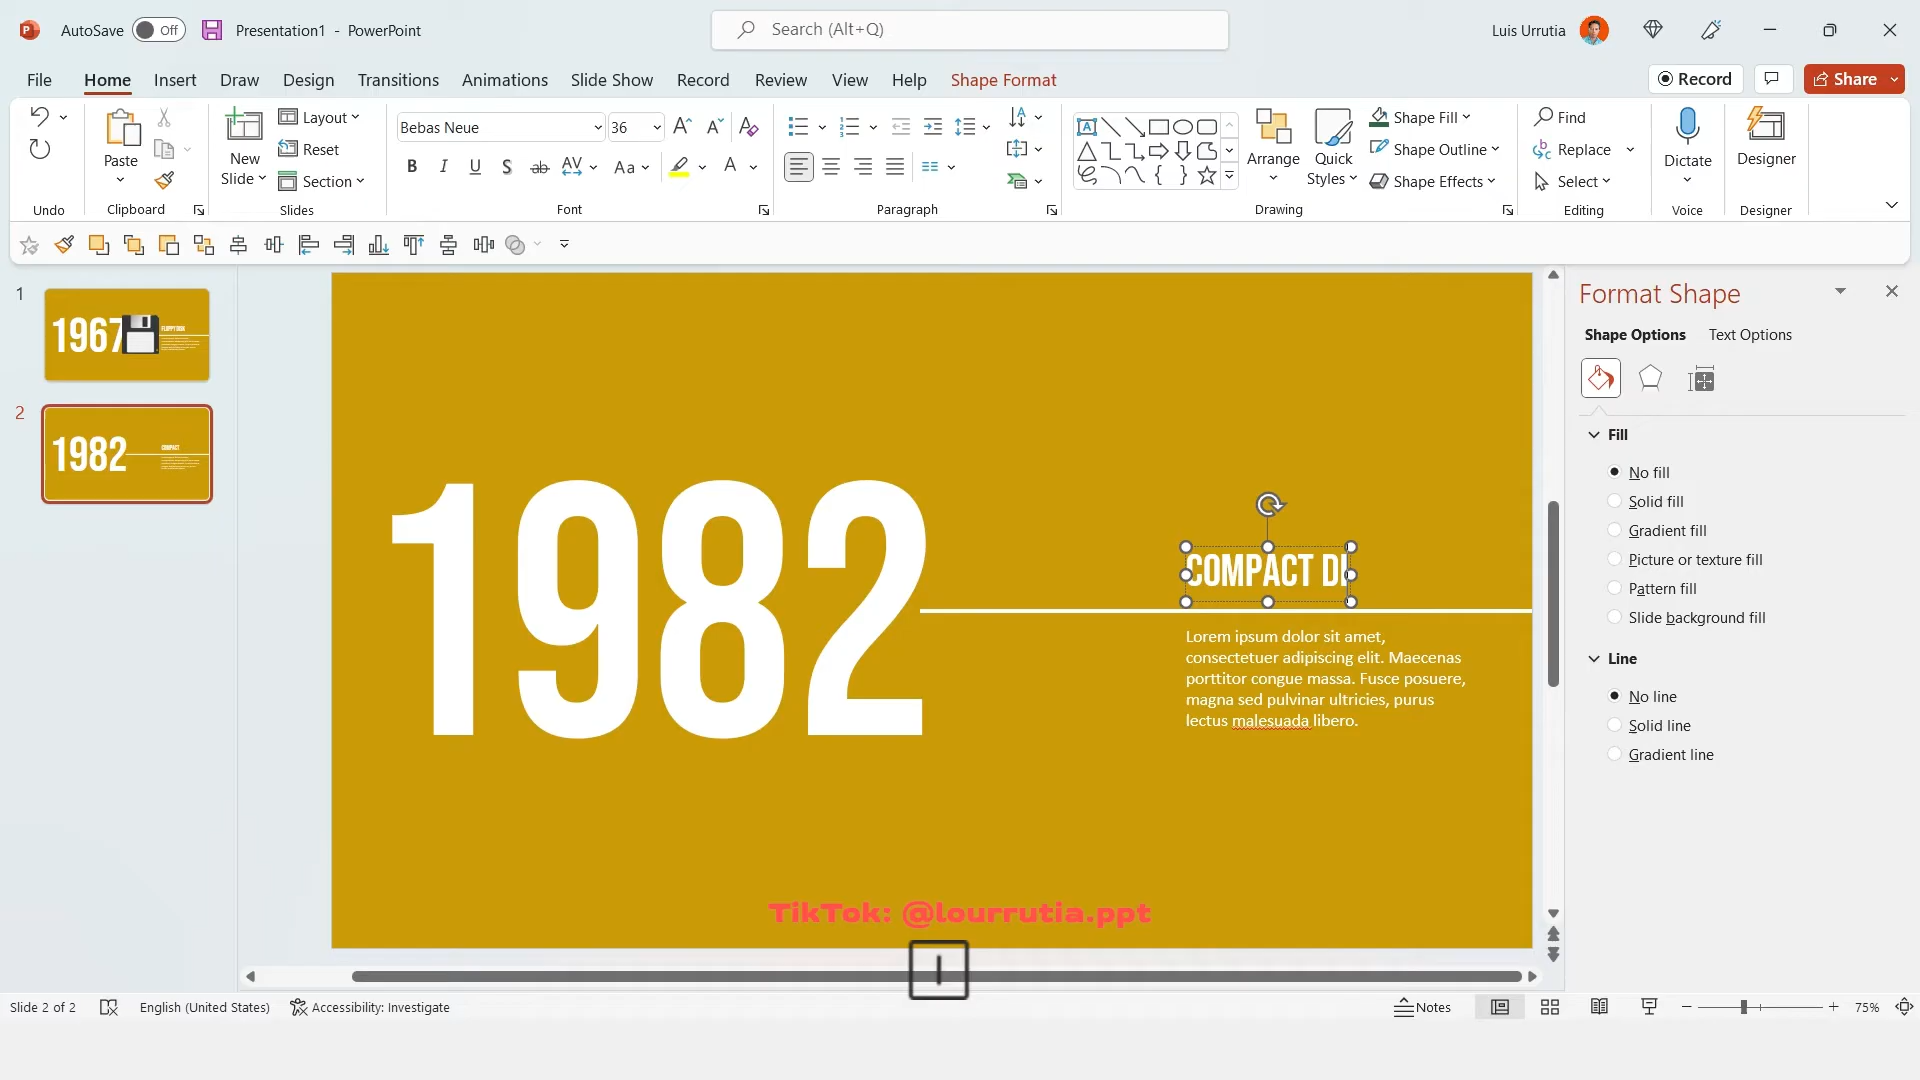 AutoSave
Off
Presentation1 - PowerPoint
Search (Alt+Q)
Luis Urrutia
File
Home
Insert
Draw
Design
Transitions
Animations
Slide Show
Record
Review
View
Help
Shape Format
Record
Share
Undo
Paste
Clipboard
New
Slide
Layout
Reset
Section
Slides
Bebas Neue
36
B
I
U
S
ab
AV
Aa
A
Font
Paragraph
Arrange
Quick
Styles
Shape Fill
Shape Outline
Shape Effects
Drawing
Find
Replace
Select
Editing
Dictate
Voice
Designer
Designer
1
1967
FLOPPY DISK
2
1982
COMPACT
1982
COMPACT DI
Lorem ipsum dolor sit amet,
consectetuer adipiscing elit. Maecenas
porttitor congue massa. Fusce posuere,
magna sed pulvinar ultricies, purus
lectus malesuada libero.
TikTok: @lourrutia.ppt
I
Format Shape
Shape Options
Text Options
Fill
No fill
Solid fill
Gradient fill
Picture or texture fill
Pattern fill
Slide background fill
Line
No line
Solid line
Gradient line
Slide 2 of 2
English (United States)
Accessibility: Investigate
Notes
75%